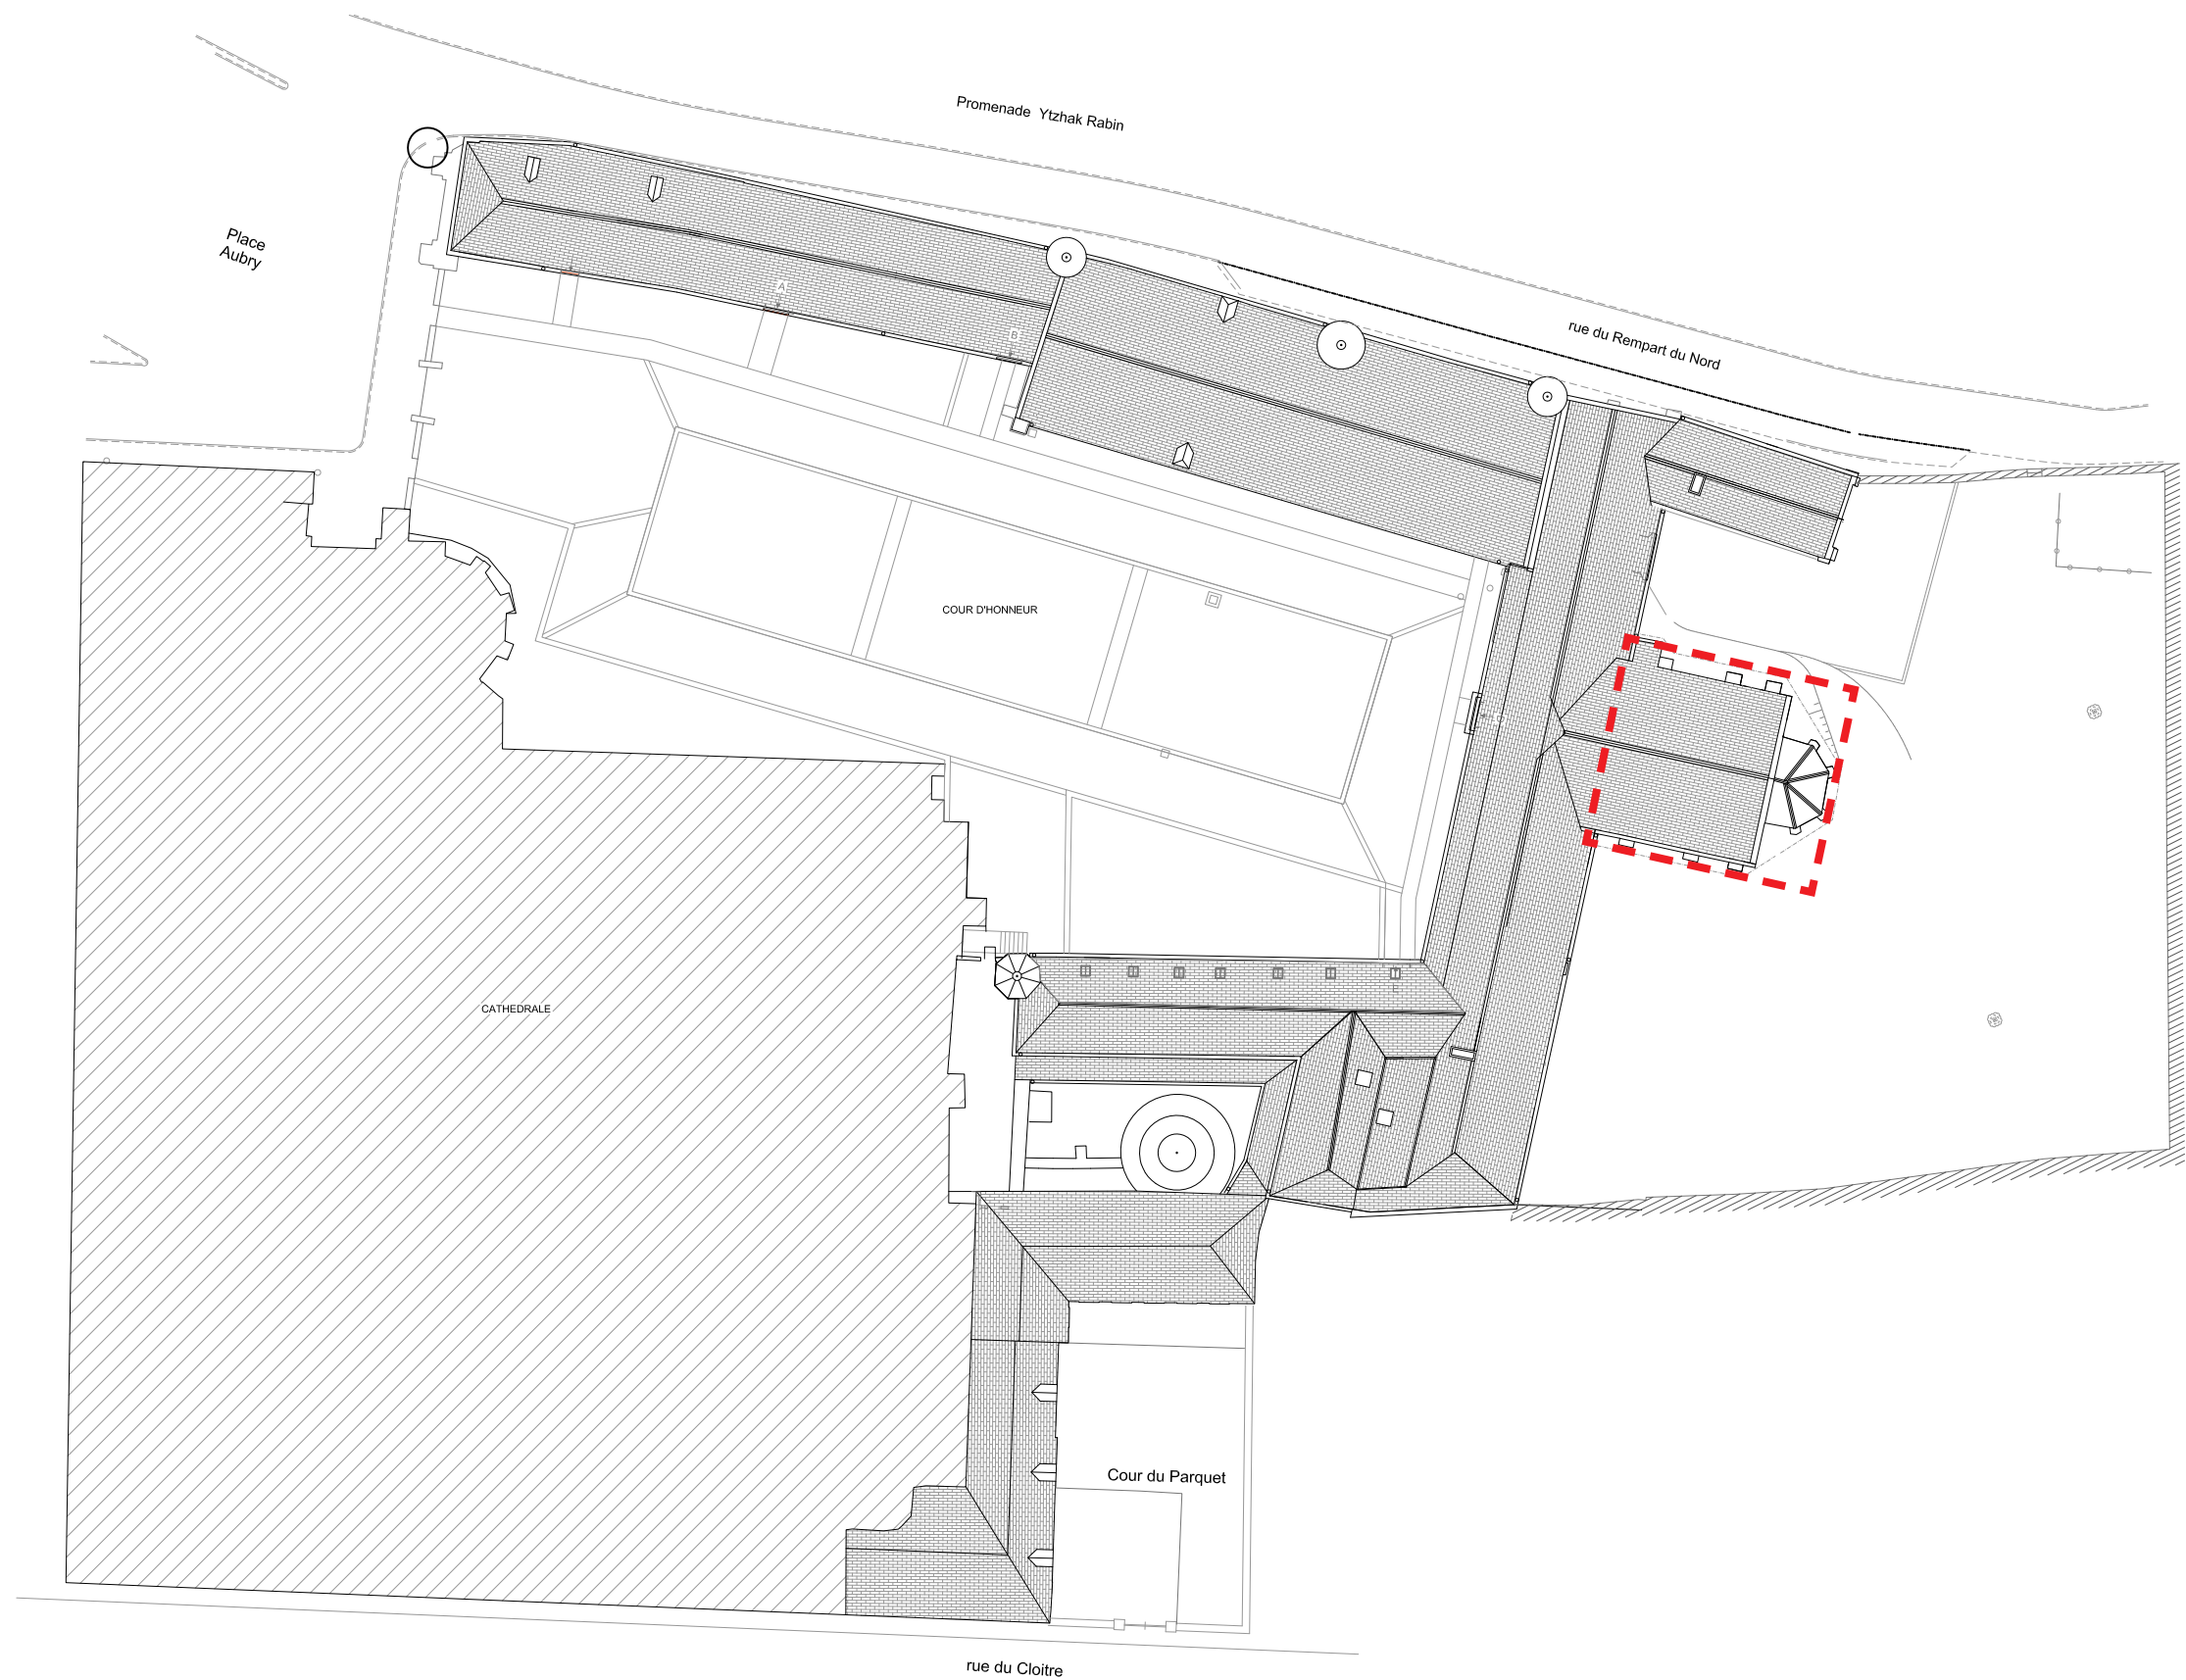 Promenade Ytzhak Rabin
Place
Aubry
A
rue du Rempart du Nord
B
COUR D'HONNEUR
E
CATHEDRALE
Cour du Parquet
rue du Cloitre